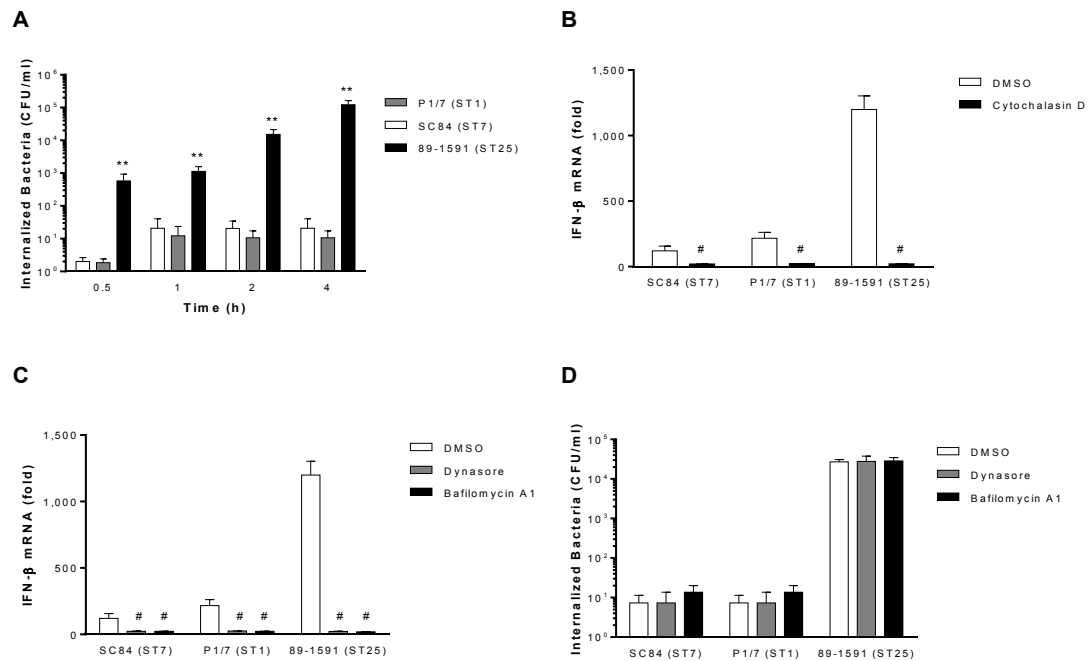 A
Internalized Bacteria (CFU/ml)
10⁶
10⁵
10⁴
10³
10²
10¹
10⁰
** ** ** **
0.5 1 2 4
Time (h)
P1/7 (ST1)
SC84 (ST7)
89-1591 (ST25)
B
IFN-β mRNA (fold)
1,500
1,000
500
0
# # #
SC84 (ST7) P1/7 (ST1) 89-1591 (ST25)
DMSO
Cytochalasin D
C
IFN-β mRNA (fold)
1,500
1,000
500
0
# # # # # #
SC84 (ST7) P1/7 (ST1) 89-1591 (ST25)
DMSO
Dynasore
Bafilomycin A1
D
Internalized Bacteria (CFU/ml)
10⁵
10⁴
10³
10²
10¹
10⁰
SC84 (ST7) P1/7 (ST1) 89-1591 (ST25)
DMSO
Dynasore
Bafilomycin A1